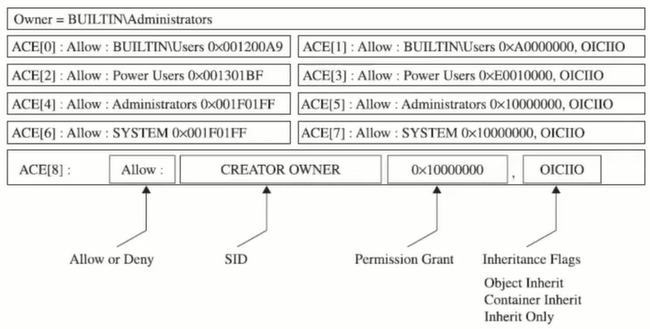 Owner = BUILTIN\Administrators
ACE[0] : Allow : BUILTIN\Users 0×001200A9
ACE[1] : Allow : BUILTIN\Users 0×A0000000, OICIIO
ACE[2] : Allow : Power Users 0×001301BF
ACE[3] : Allow : Power Users 0×E0010000, OICIIO
ACE[4] : Allow : Administrators 0×001F01FF
ACE[5] : Allow : Administrators 0×10000000, OICIIO
ACE[6] : Allow : SYSTEM 0×001F01FF
ACE[7] : Allow : SYSTEM 0×10000000, OICIIO
ACE[8] : Allow : CREATOR OWNER 0×10000000 , OICIIO
Allow or Deny SID Permission Grant Inheritance Flags
Object Inherit
Container Inherit
Inherit Only